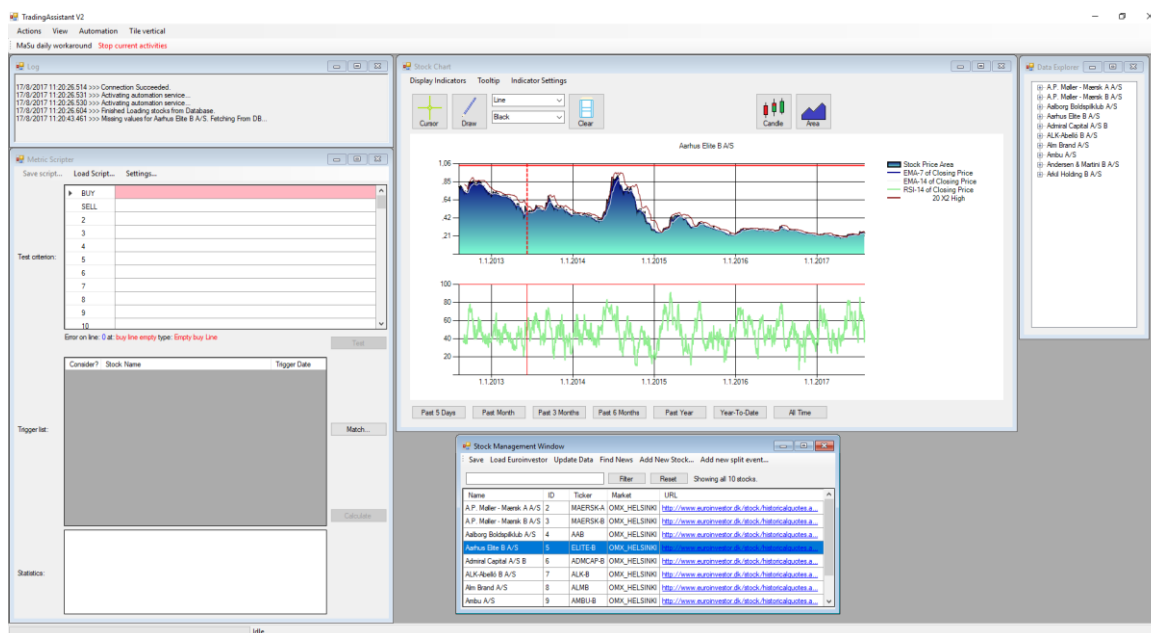 TradingAssistant V2
Actions View Automation Tile vertical
MaSu daily workaround Stop current activities
Log
17/8/2017 11:20:26.514 >>> Connection Succeeded.
17/8/2017 11:20:26.531 >>> Activating automation service...
17/8/2017 11:20:26.530 >>> Activating automation service...
17/8/2017 11:20:26.604 >>> Finished Loading stocks from Database.
17/8/2017 11:20:43.461 >>> Missing values for Aarhus Elite B A/S. Fetching From DB...
Metric Scripter
Save script... Load Script... Settings...
Test criterion:
BUY
SELL
2
3
4
5
6
7
8
9
10
Error on line: 0 at: buy line empty type: Empty buy Line
Test
Trigger list:
Consider? Stock Name Trigger Date
Match...
Calculate
Statistics:
Stock Chart
Display Indicators Tooltip Indicator Settings
Cursor
Draw
Line
Black
Clear
Candle
Area
Aarhus Elite B A/S
1.06
.85
.64
.42
.21
1.1.2013 1.1.2014 1.1.2015 1.1.2016 1.1.2017
Stock Price Area
EMA-7 of Closing Price
EMA-14 of Closing Price
RSI-14 of Closing Price
20 X2 High
100
80
60
40
20
1.1.2013 1.1.2014 1.1.2015 1.1.2016 1.1.2017
Past 5 Days Past Month Past 3 Months Past 6 Months Past Year Year-To-Date All Time
Stock Management Window
Save Load Euroinvestor Update Data Find News Add New Stock... Add new split event...
Filter Reset Showing all 10 stocks.
Name ID Ticker Market URL
A.P. Møller - Mærsk A A/S 2 MAERSK-A OMX_HELSINKI http://www.euroinvestor.dk/stock/historicalquotes.a...
A.P. Møller - Mærsk B A/S 3 MAERSK-B OMX_HELSINKI http://www.euroinvestor.dk/stock/historicalquotes.a...
Aalborg Boldspilklub A/S 4 AAB OMX_HELSINKI http://www.euroinvestor.dk/stock/historicalquotes.a...
Aarhus Elite B A/S 5 ELITE-B OMX_HELSINKI http://www.euroinvestor.dk/stock/historicalquotes.a...
Admiral Capital A/S B 6 ADMCAP-B OMX_HELSINKI http://www.euroinvestor.dk/stock/historicalquotes.a...
ALK-Abelló B A/S 7 ALK-B OMX_HELSINKI http://www.euroinvestor.dk/stock/historicalquotes.a...
Alm Brand A/S 8 ALMB OMX_HELSINKI http://www.euroinvestor.dk/stock/historicalquotes.a...
Ambu A/S 9 AMBU-B OMX_HELSINKI http://www.euroinvestor.dk/stock/historicalquotes.a...
Data Explorer
A.P. Møller - Mærsk A A/S
A.P. Møller - Mærsk B A/S
Aalborg Boldspilklub A/S
Aarhus Elite B A/S
Admiral Capital A/S B
ALK-Abelló B A/S
Alm Brand A/S
Ambu A/S
Andersen & Martini B A/S
Arkil Holding B A/S
Idle